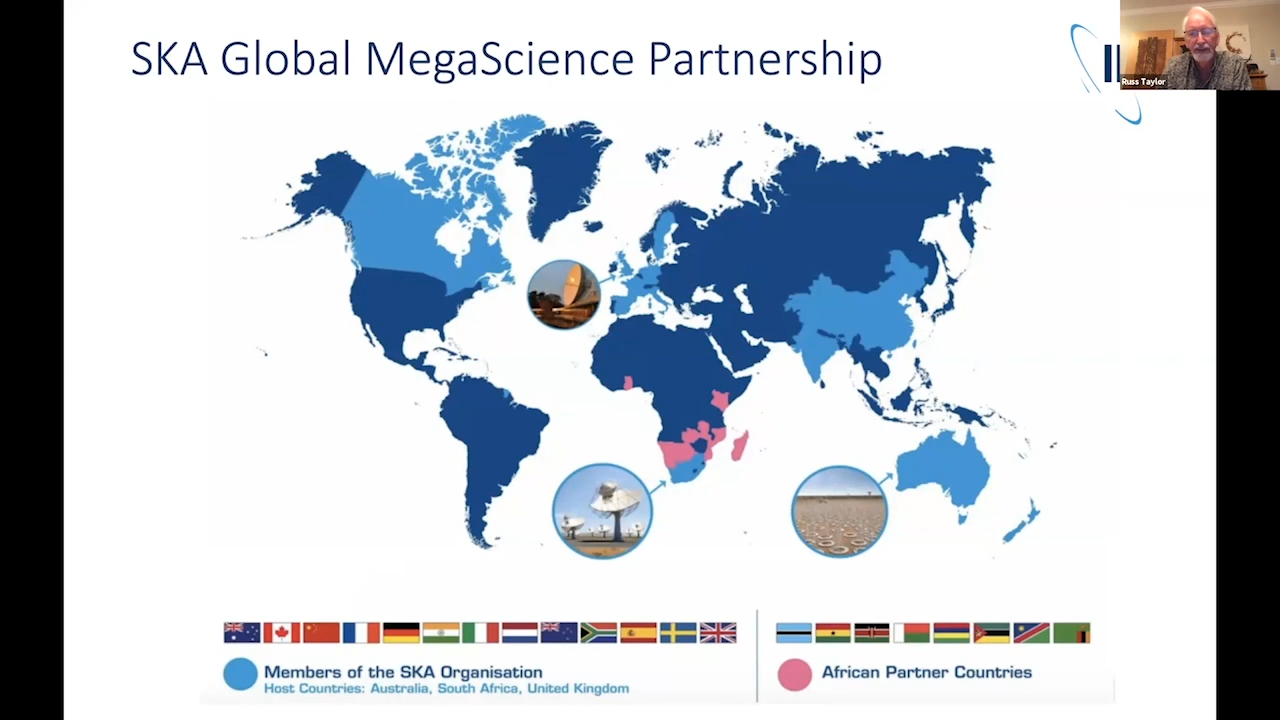 SKA Global MegaScience Partnership
Russ Taylor
Members of the SKA Organisation
Host Countries: Australia, South Africa, United Kingdom
African Partner Countries